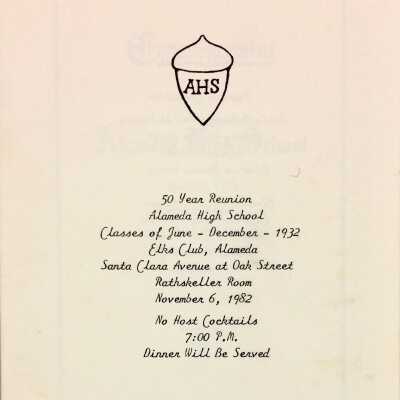 AHS
50 Year Reunion
Alameda High School
Classes of June - December - 1932
Elks Club, Alameda
Santa Clara Avenue at Oak Street
Rathskeller Room
November 6, 1982
No Host Cocktails
7:00 P.M.
Dinner Will Be Served